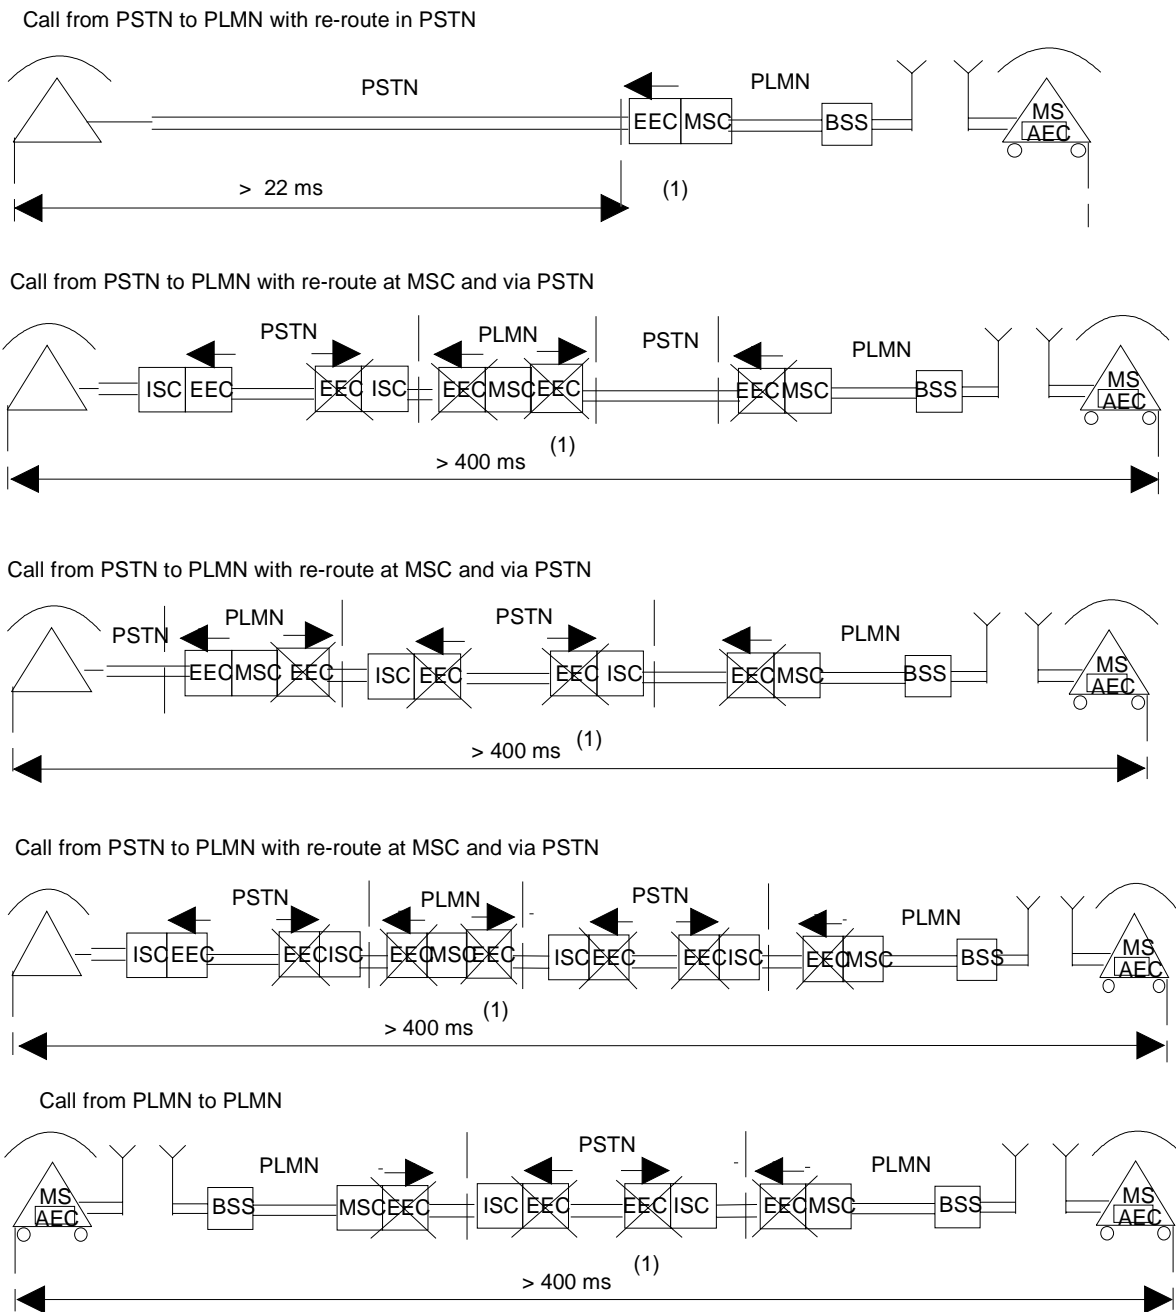 Call from PSTN to PLMN with re-route in PSTN
PSTN PLMN
EEC MSC BSS MS
AEC
> 22 ms (1)
Call from PSTN to PLMN with re-route at MSC and via PSTN
PSTN PLMN PSTN PLMN
ISC EEC EEC ISC EEC MSC EEC EEC MSC BSS MS
AEC
(1)
> 400 ms
Call from PSTN to PLMN with re-route at MSC and via PSTN
PSTN PLMN PSTN PLMN
EEC MSC EEC ISC EEC EEC ISC EEC MSC BSS MS
AEC
(1)
> 400 ms
Call from PSTN to PLMN with re-route at MSC and via PSTN
PSTN PLMN PSTN PLMN
ISC EEC EEC ISC EEC MSC EEC ISC EEC EEC ISC EEC MSC BSS MS
AEC
(1)
> 400 ms
Call from PLMN to PLMN
PLMN PSTN PLMN
MS BSS MSC EEC ISC EEC EEC ISC EEC MSC BSS MS
AEC AEC
(1)
> 400 ms